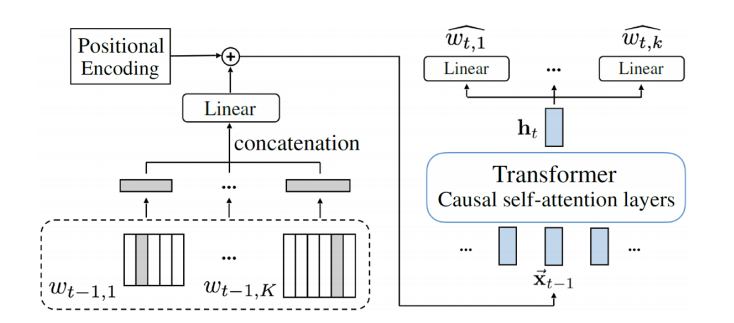 Positional
Encoding
+
Linear
concatenation
...
w_{t-1,1}
...
w_{t-1,K}
\widehat{w_{t,1}}
\widehat{w_{t,k}}
Linear
...
Linear
h_t
Transformer
Causal self-attention layers
...
...
\vec{x}_{t-1}